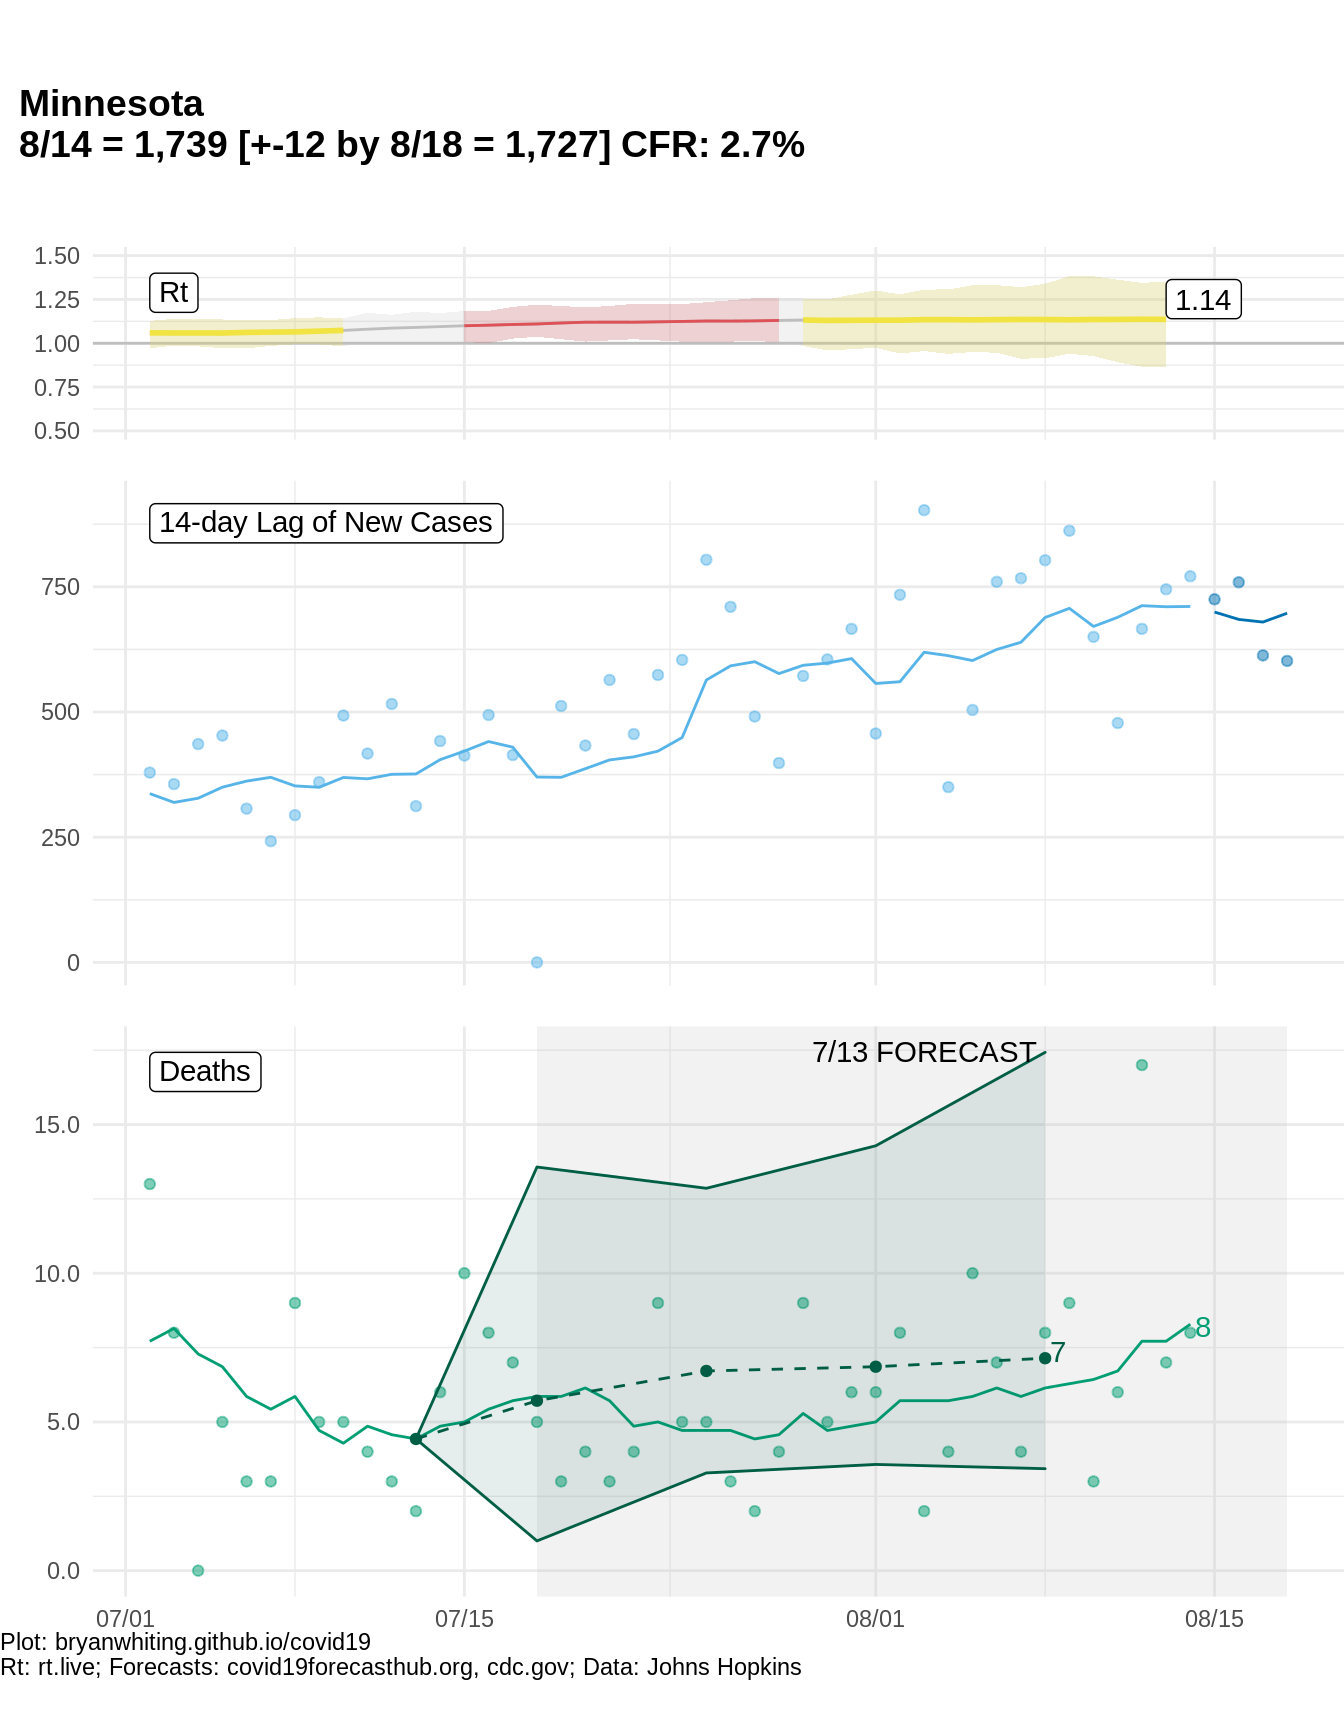 Minnesota
8/14 = 1,739 [+-12 by 8/18 = 1,727] CFR: 2.7%
1.50
1.25
1.00
0.75
0.50
Rt
1.14
14-day Lag of New Cases
750
500
250
0
Deaths
7/13 FORECAST
15.0
10.0
5.0
0.0
8
7
07/01
07/15
08/01
08/15
Plot: bryanwhiting.github.io/covid19
Rt: rt.live; Forecasts: covid19forecasthub.org, cdc.gov; Data: Johns Hopkins